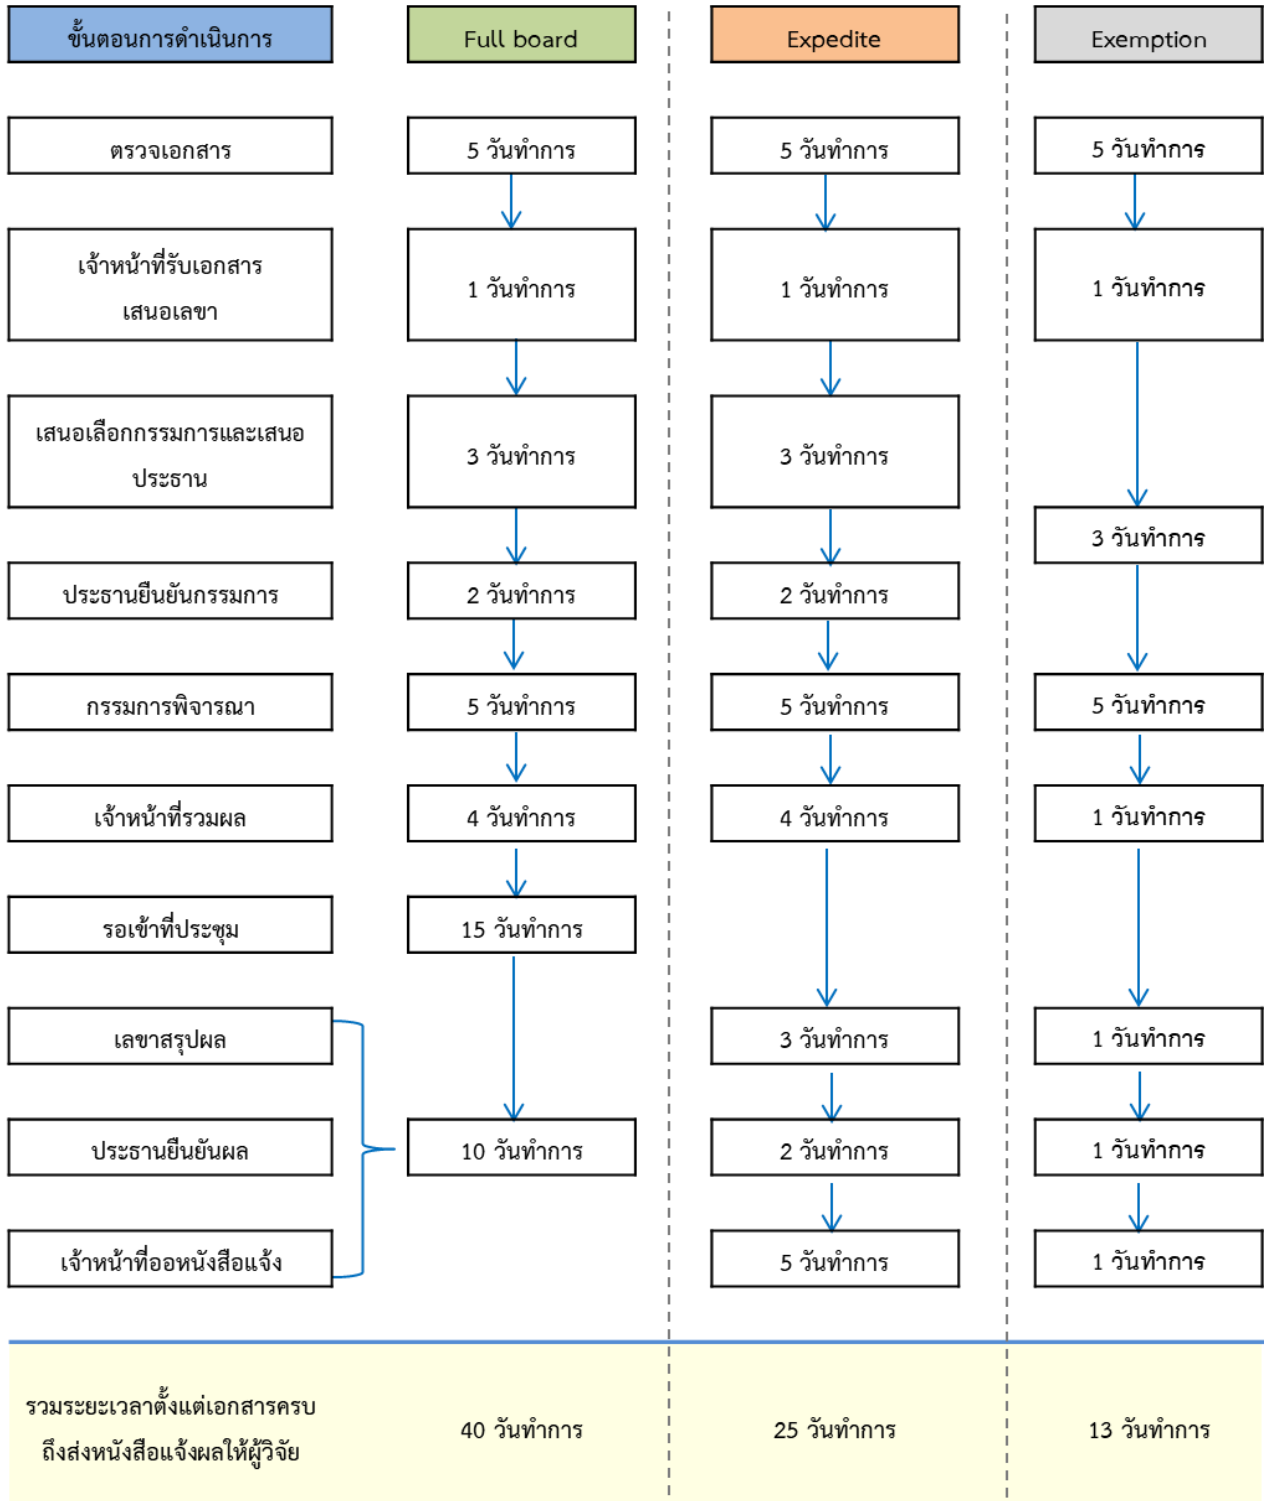 ขั้นตอนการดำเนินการ Full board Expedite Exemption
ตรวจเอกสาร 5 วันทำการ 5 วันทำการ 5 วันทำการ
เจ้าหน้าที่รับเอกสาร
เสนอเลขา 1 วันทำการ 1 วันทำการ 1 วันทำการ
เสนอเลือกกรรมการและเสนอ
ประธาน 3 วันทำการ 3 วันทำการ
3 วันทำการ
ประธานยืนยันกรรมการ 2 วันทำการ 2 วันทำการ
กรรมการพิจารณา 5 วันทำการ 5 วันทำการ 5 วันทำการ
เจ้าหน้าที่รวมผล 4 วันทำการ 4 วันทำการ 1 วันทำการ
รอเข้าที่ประชุม 15 วันทำการ
เลขาสรุปผล 3 วันทำการ 1 วันทำการ
ประธานยืนยันผล 10 วันทำการ 2 วันทำการ 1 วันทำการ
เจ้าหน้าที่ออหนังสือแจ้ง 5 วันทำการ 1 วันทำการ
รวมระยะเวลาตั้งแต่เอกสารครบ
ถึงส่งหนังสือแจ้งผลให้ผู้วิจัย 40 วันทำการ 25 วันทำการ 13 วันทำการ